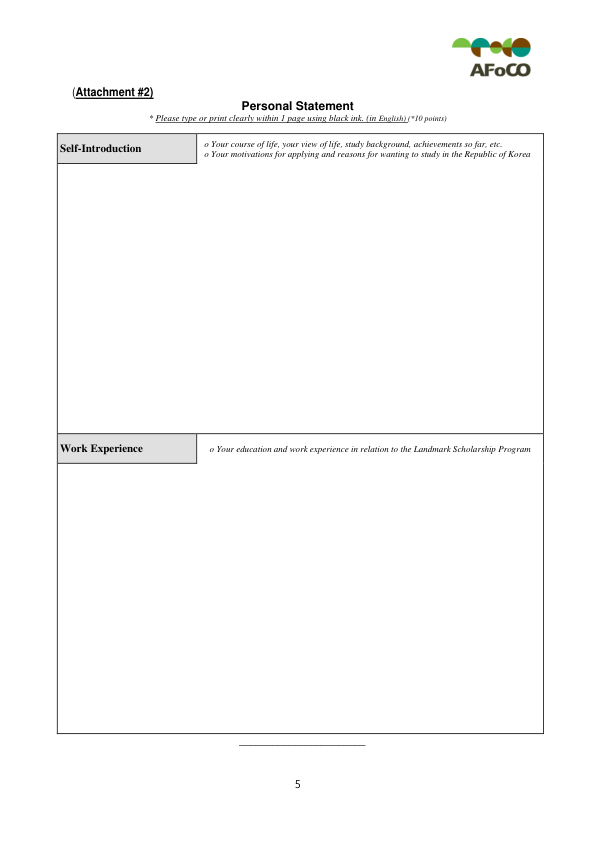 AFoCO
(Attachment #2)
Personal Statement
* Please type or print clearly within 1 page using black ink. (in English) (*10 points)
Self-Introduction
o Your course of life, your view of life, study background, achievements so far, etc.
o Your motivations for applying and reasons for wanting to study in the Republic of Korea
Work Experience
o Your education and work experience in relation to the Landmark Scholarship Program
5